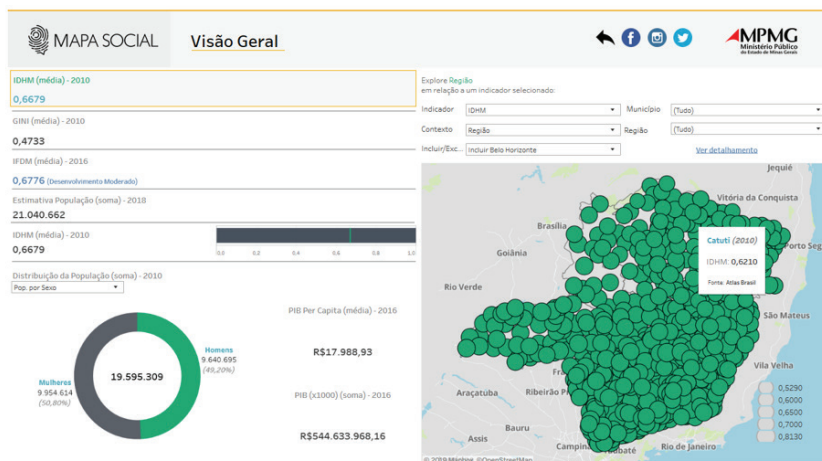 MAPA SOCIAL
Visão Geral
MPMG
Ministério Público
do Estado de Minas Gerais
IDHM (média) - 2010
0,6679
GINI (média) - 2010
0,4733
IFDM (média) - 2016
0,6776 (Desenvolvimento Moderado)
Estimativa População (soma) - 2018
21.040.662
IDHM (média) - 2010
0,6679
0,0 0,2 0,4 0,6 0,8 1,0
Distribuição da População (soma) - 2010
Pop. por Sexo
Homens
9.640.695
(49,20%)
19.595.309
Mulheres
9.954.614
(50,80%)
PIB Per Capita (média) - 2016
R$17.988,93
PIB (x1000) (soma) - 2016
R$544.633.968,16
Explore Região
em relação a um indicador selecionado:
Indicador IDHM Município (Tudo)
Contexto Região Região (Tudo)
Incluir/Exc... Incluir Belo Horizonte Ver detalhamento
Jequié
Vitória da Conquista
Brasília
Catuti (2010)
IDHM: 0,6210
Fonte: Atlas Brasil
Porto Seg
Goiânia
Rio Verde
São Mateus
Vila Velha
Fra
Araçatuba
Ribeirão P
Bauru
Assis
Campin
aubaté
Rio de Janeiro
0,5290
0,6000
0,6500
0,7000
0,8130
© 2019 Mapbox ©OpenStreetMap